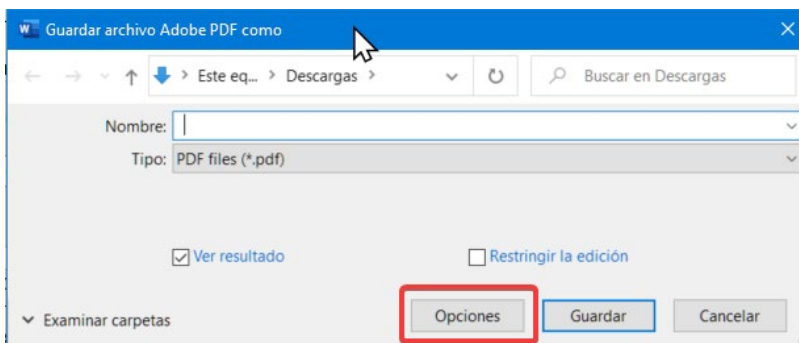 W Guardar archivo Adobe PDF como
Este eq... > Descargas >
Buscar en Descargas
Nombre:
Tipo: PDF files (*.pdf)
Ver resultado
Restringir la edición
Examinar carpetas
Opciones
Guardar
Cancelar